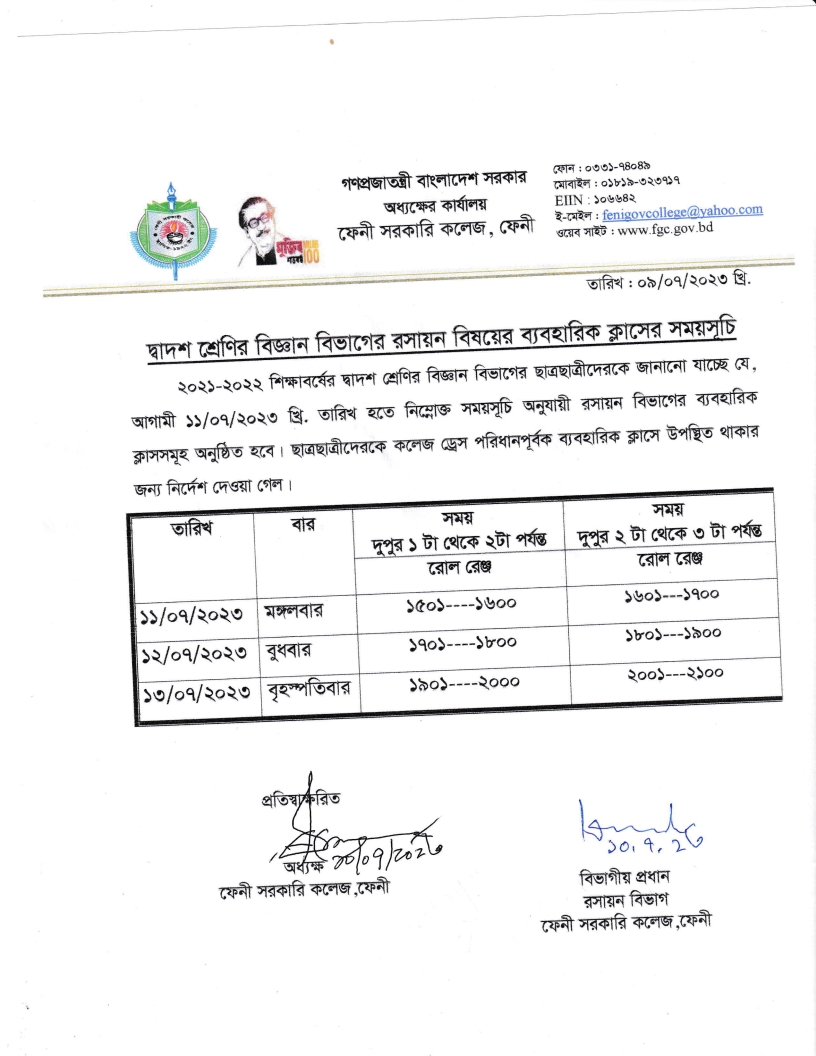 গণপ্রজাতন্ত্রী বাংলাদেশ সরকার
অধ্যক্ষের কার্যালয়
ফেনী সরকারি কলেজ, ফেনী
ফোন : ০৩৩১-৭৪০৪৯
মোবাইল : ০১৮১৯-৩২৩৭১৭
EIIN : ১০৬৬৪২
ই-মেইল : fenigovcollege@yahoo.com
ওয়েব সাইট : www.fgc.gov.bd
মুজিব
100
তারিখ : ০৯/০৭/২০২৩ খ্রি.
দ্বাদশ শ্রেণির বিজ্ঞান বিভাগের রসায়ন বিষয়ের ব্যবহারিক ক্লাসের সময়সূচি
২০২১-২০২২ শিক্ষাবর্ষের দ্বাদশ শ্রেণির বিজ্ঞান বিভাগের ছাত্রছাত্রীদেরকে জানানো যাচ্ছে যে,
আগামী ১১/০৭/২০২৩ খ্রি. তারিখ হতে নিম্নোক্ত সময়সূচি অনুযায়ী রসায়ন বিভাগের ব্যবহারিক
ক্লাসসমূহ অনুষ্ঠিত হবে। ছাত্রছাত্রীদেরকে কলেজ ড্রেস পরিধানপূর্বক ব্যবহারিক ক্লাসে উপস্থিত থাকার
জন্য নির্দেশ দেওয়া গেল।
তারিখ বার সময় সময়
দুপুর ১ টা থেকে ২টা পর্যন্ত দুপুর ২ টা থেকে ৩ টা পর্যন্ত
রোল রেঞ্জ রোল রেঞ্জ
১১/০৭/২০২৩ মঙ্গলবার ১৫০১----১৬০০ ১৬০১---১৭০০
১২/০৭/২০২৩ বুধবার ১৭০১----১৮০০ ১৮০১---১৯০০
১৩/০৭/২০২৩ বৃহস্পতিবার ১৯০১----২০০০ ২০০১---২১০০
প্রতিস্বাক্ষরিত
অধ্যক্ষ ১০/০৭/২০২৩
ফেনী সরকারি কলেজ,ফেনী
১০.৭.২৩
বিভাগীয় প্রধান
রসায়ন বিভাগ
ফেনী সরকারি কলেজ,ফেনী